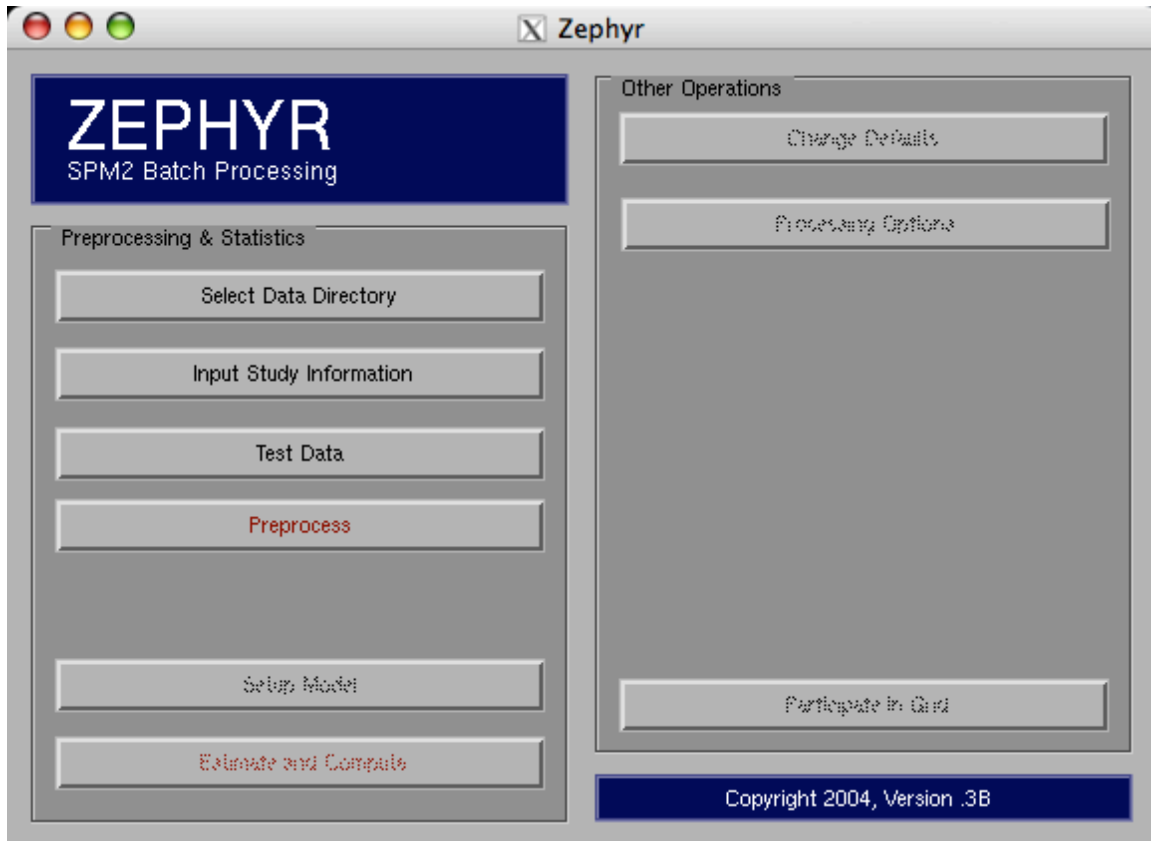 Zephyr
ZEPHYR
SPM2 Batch Processing
Preprocessing & Statistics
Select Data Directory
Input Study Information
Test Data
Preprocess
Setup Model
Estimate and Compute
Other Operations
Change Defaults
Processing Options
Participate in Grid
Copyright 2004, Version .3B